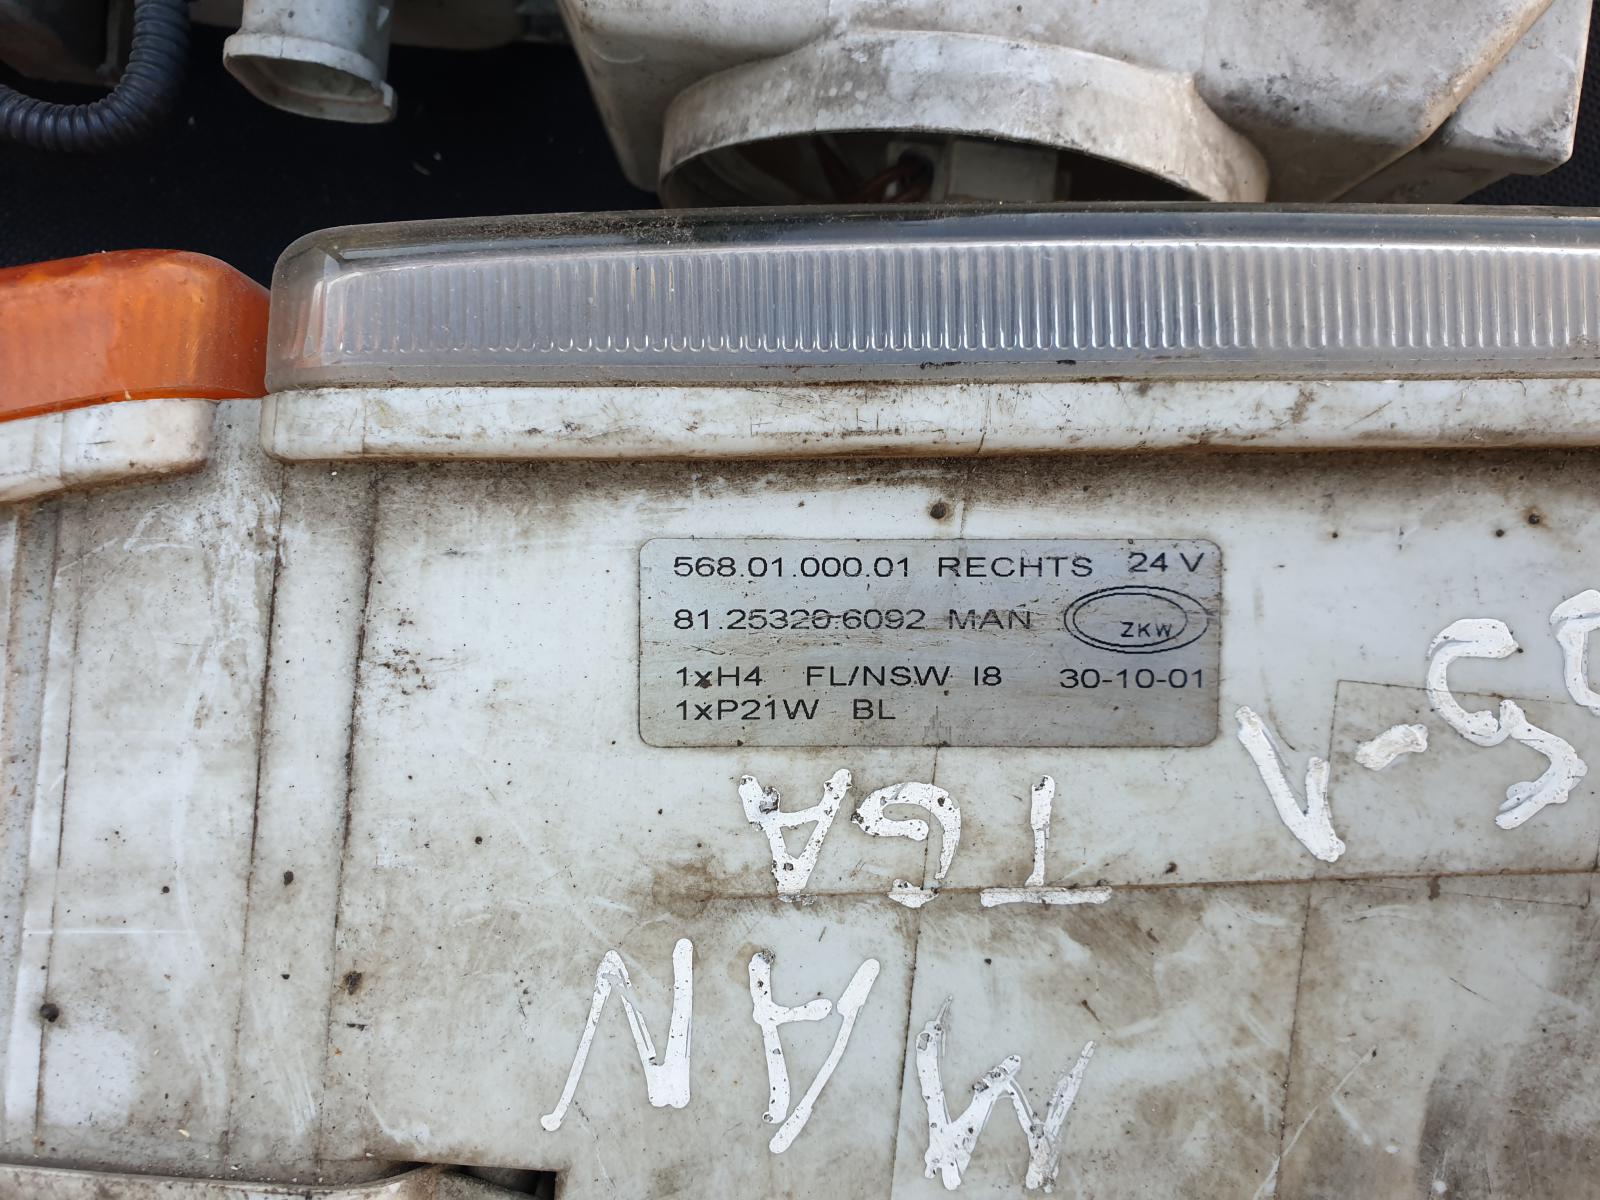 568.01.000.01 RECHTS 24 V
81.25320-6092 MAN ZKW
1xH4 FL/NSW I8 30-10-01
1xP21W BL
MAN
TGA